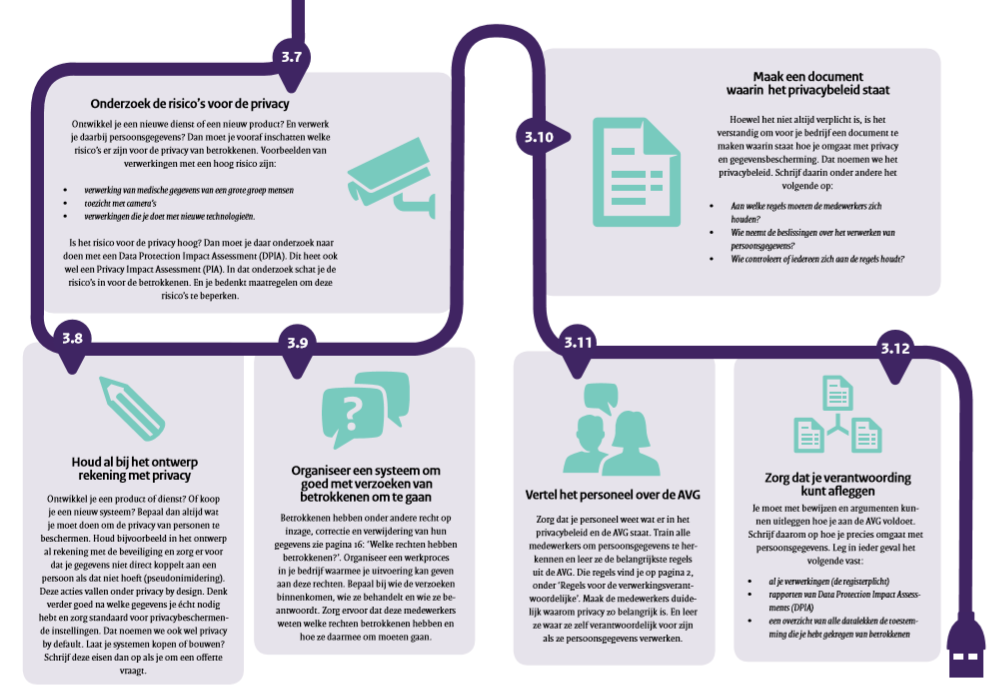 3.7
Onderzoek de risico's voor de privacy
Ontwikkel je een nieuwe dienst of een nieuw product? En verwerk
je daarbij persoonsgegevens? Dan moet je vooraf inschatten welke
risico's er zijn voor de privacy van betrokkenen. Voorbeelden van
verwerkingen met een hoog risico zijn:
• verwerking van medische gegevens van een grote groep mensen
• toezicht met camera's
• verwerkingen die je doet met nieuwe technologieën.
Is het risico voor de privacy hoog? Dan moet je daar onderzoek naar
doen met een Data Protection Impact Assessment (DPIA). Dit heet ook
wel een Privacy Impact Assessment (PIA). In dat onderzoek schat je de
risico's in voor de betrokkenen. En je bedenkt maatregelen om deze
risico's te beperken.
3.8
Houd al bij het ontwerp
rekening met privacy
Ontwikkel je een product of dienst? Of koop
je een nieuw systeem? Bepaal dan altijd wat
je moet doen om de privacy van personen te
beschermen. Houd bijvoorbeeld in het ontwerp
al rekening met de beveiliging en zorg er voor
dat je gegevens niet direct koppelt aan een
persoon als dat niet hoeft (pseudonimidering).
Deze acties vallen onder privacy by design. Denk
verder goed na welke gegevens je écht nodig
hebt en zorg standaard voor privacybeschermen-
de instellingen. Dat noemen we ook wel privacy
by default. Laat je systemen kopen of bouwen?
Schrijf deze eisen dan op als je om een offerte
vraagt.
3.9
Organiseer een systeem om
goed met verzoeken van
betrokkenen om te gaan
Betrokkenen hebben onder andere recht op
inzage, correctie en verwijdering van hun
gegevens zie pagina 16: 'Welke rechten hebben
betrokkenen?'. Organiseer een werkproces
in je bedrijf waarmee je uitvoering kan geven
aan deze rechten. Bepaal bij wie de verzoeken
binnenkomen, wie ze behandelt en wie ze be-
antwoordt. Zorg ervoor dat deze medewerkers
weten welke rechten betrokkenen hebben en
hoe ze daarmee om moeten gaan.
3.10
Maak een document
waarin het privacybeleid staat
Hoewel het niet altijd verplicht is, is het
verstandig om voor je bedrijf een document te
maken waarin staat hoe je omgaat met privacy
en gegevensbescherming. Dat noemen we het
privacybeleid. Schrijf daarin onder andere het
volgende op:
• Aan welke regels moeten de medewerkers zich
houden?
• Wie neemt de beslissingen over het verwerken van
persoonsgegevens?
• Wie controleert of iedereen zich aan de regels houdt?
3.11
Vertel het personeel over de AVG
Zorg dat je personeel weet wat er in het
privacybeleid en de AVG staat. Train alle
medewerkers om persoonsgegevens te her-
kennen en leer ze de belangrijkste regels
uit de AVG. Die regels vind je op pagina 2,
onder 'Regels voor de verwerkingsverant-
woordelijke'. Maak de medewerkers duide-
lijk waarom privacy zo belangrijk is. En leer
ze waar ze zelf verantwoordelijk voor zijn
als ze persoonsgegevens verwerken.
3.12
Zorg dat je verantwoording
kunt afleggen
Je moet met bewijzen en argumenten kun-
nen uitleggen hoe je aan de AVG voldoet.
Schrijf daarom op hoe je precies omgaat met
persoonsgegevens. Leg in ieder geval het
volgende vast:
• al je verwerkingen (de registerplicht)
• rapporten van Data Protection Impact Assess-
ments (DPIA)
• een overzicht van alle datalekken de toestem-
ming die je hebt gekregen van betrokkenen